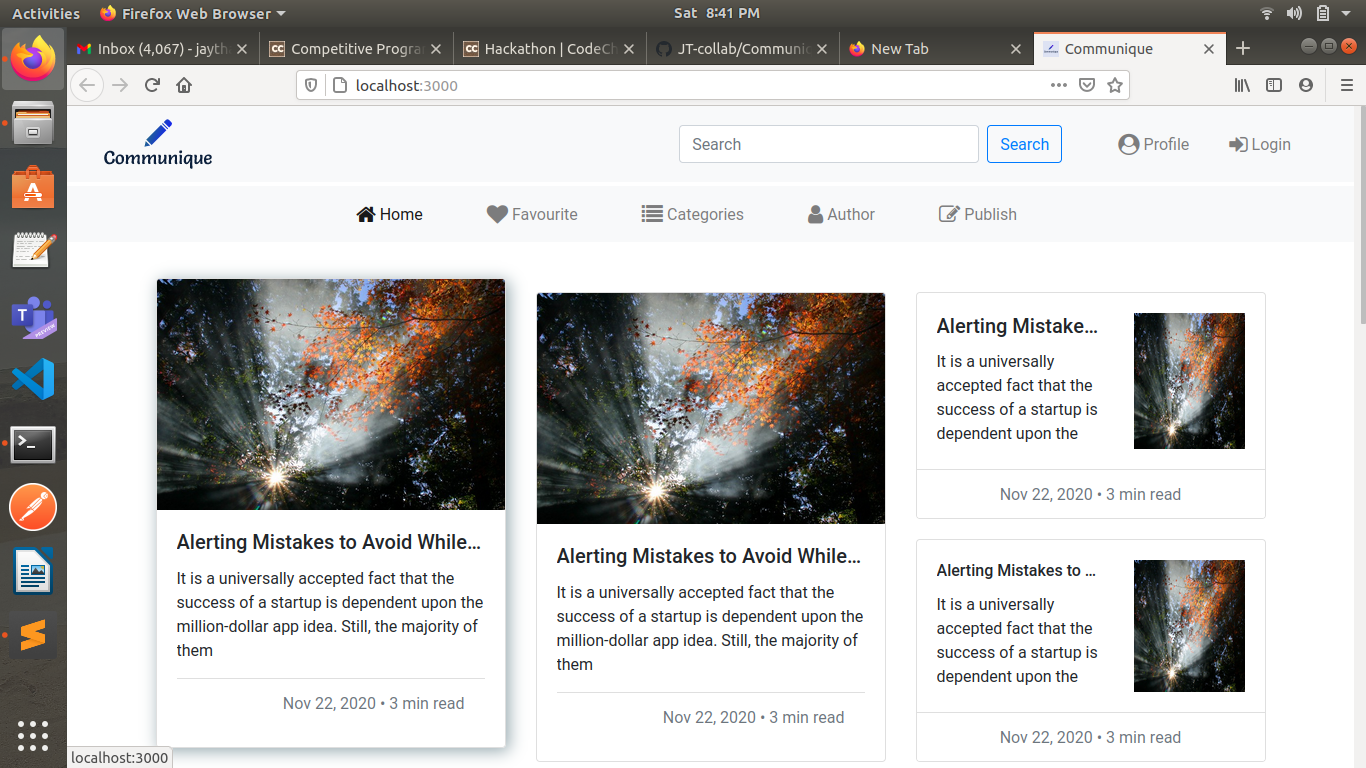 Activities Firefox Web Browser Sat 8:41 PM
Inbox (4,067) - jayth CC Competitive Progra CC Hackathon | CodeCh JT-collab/Communic New Tab Communique
localhost:3000
Communique Search Search Profile Login
Home Favourite Categories Author Publish
Alerting Mistakes to Avoid While...
It is a universally accepted fact that the
success of a startup is dependent upon the
million-dollar app idea. Still, the majority of
them
Nov 22, 2020 • 3 min read
Alerting Mistakes to Avoid While...
It is a universally accepted fact that the
success of a startup is dependent upon the
million-dollar app idea. Still, the majority of
them
Nov 22, 2020 • 3 min read
Alerting Mistake...
It is a universally
accepted fact that the
success of a startup is
dependent upon the
Nov 22, 2020 • 3 min read
Alerting Mistakes to ...
It is a universally
accepted fact that the
success of a startup is
dependent upon the
Nov 22, 2020 • 3 min read
T
PREVIEW
localhost:3000